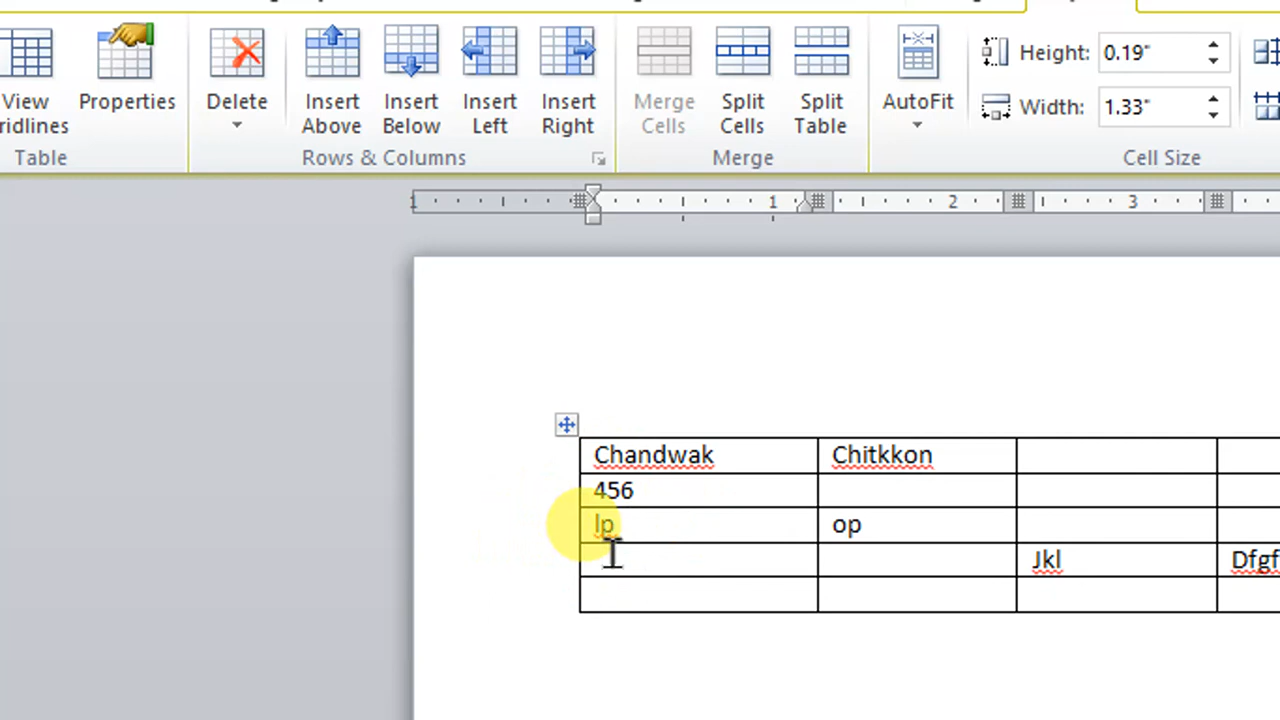 View Properties Delete Insert Insert Insert Insert Merge Split Split AutoFit Height: 0.19"
ridlines Above Below Left Right Cells Cells Table Width: 1.33"
Table Rows & Columns Merge Cell Size
1 1 2 3
Chandwak Chitkkon
456
lp op
Jkl Dfgf